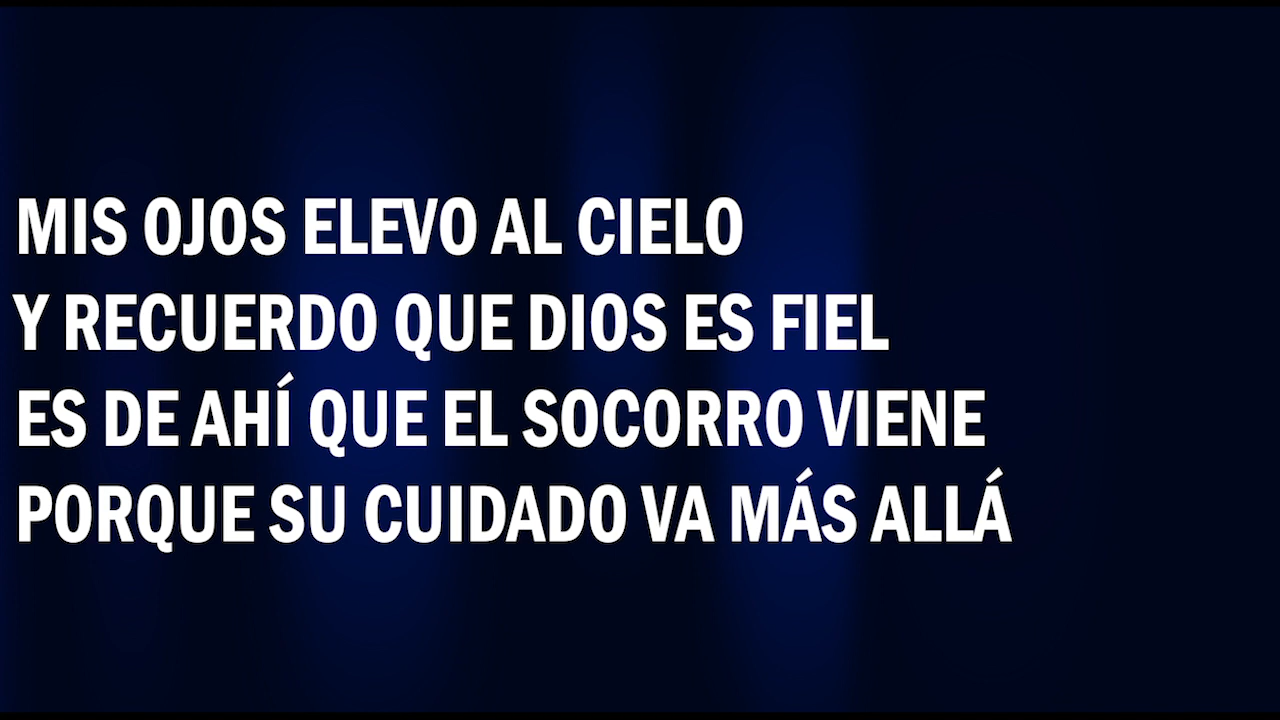 MIS OJOS ELEVO AL CIELO
Y RECUERDO QUE DIOS ES FIEL
ES DE AHÍ QUE EL SOCORRO VIENE
PORQUE SU CUIDADO VA MÁS ALLÁ